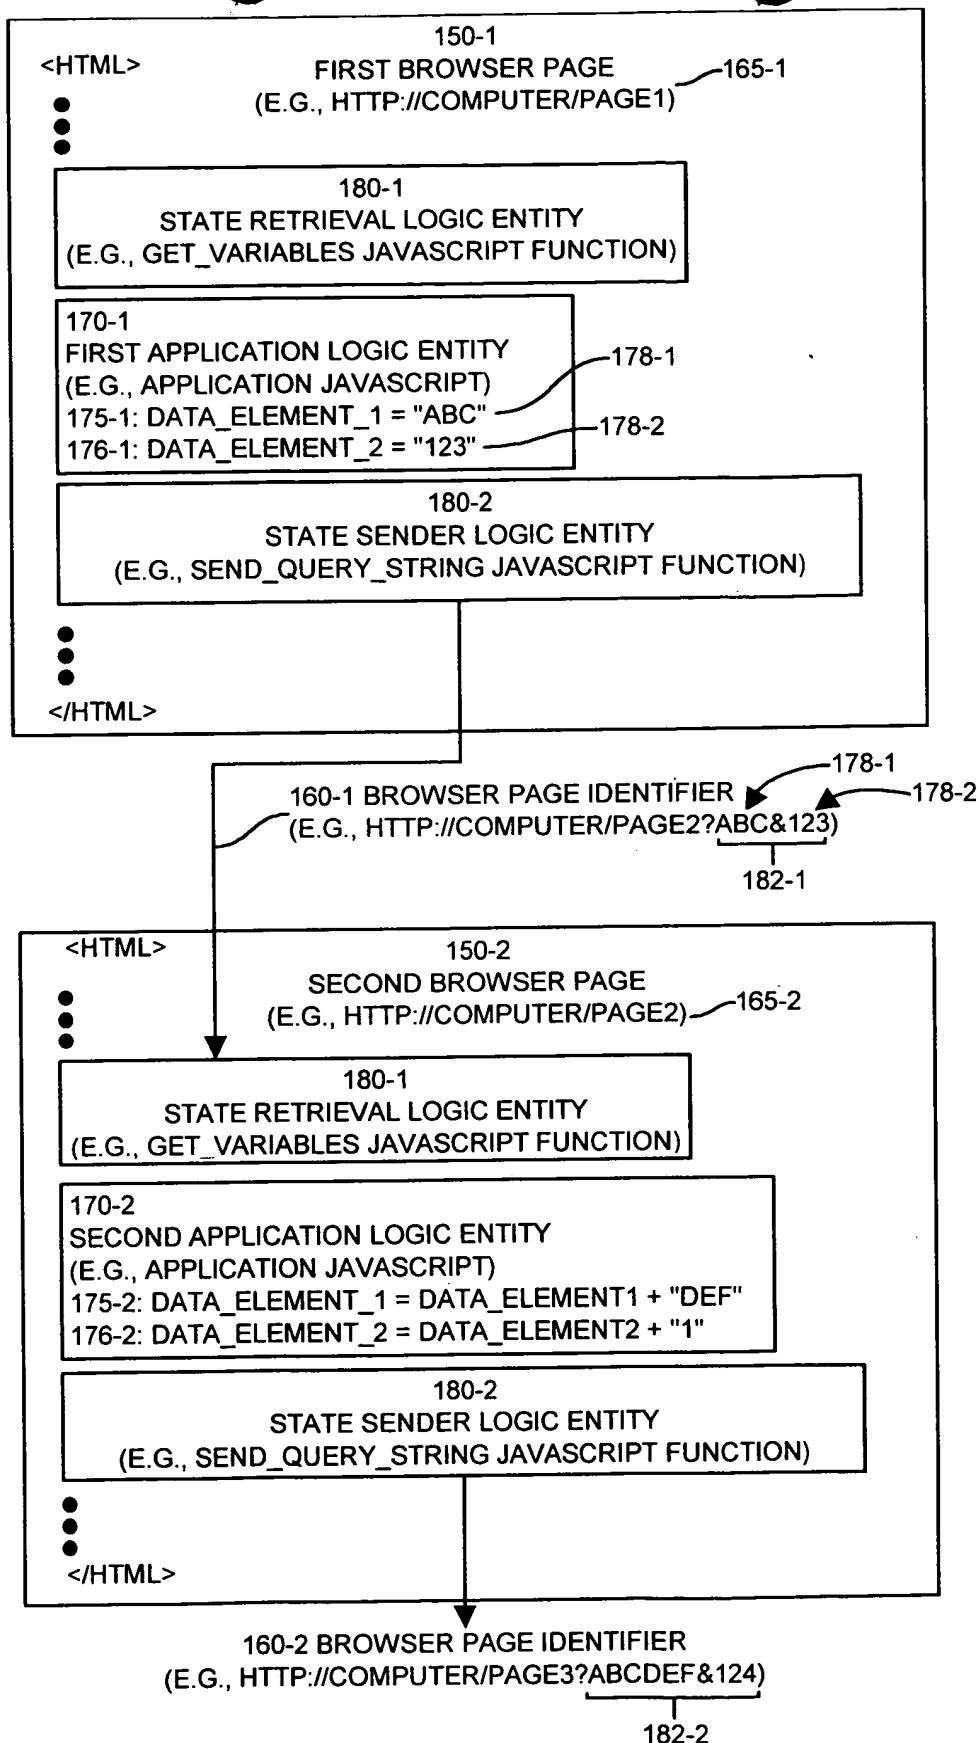 150-1
<HTML>
FIRST BROWSER PAGE
165-1
(E.G., HTTP://COMPUTER/PAGE1)
180-1
STATE RETRIEVAL LOGIC ENTITY
(E.G., GET_VARIABLES JAVASCRIPT FUNCTION)
170-1
FIRST APPLICATION LOGIC ENTITY
(E.G., APPLICATION JAVASCRIPT)
178-1
175-1: DATA_ELEMENT_1 = "ABC"
178-2
176-1: DATA_ELEMENT_2 = "123"
180-2
STATE SENDER LOGIC ENTITY
(E.G., SEND_QUERY_STRING JAVASCRIPT FUNCTION)
</HTML>
178-1
178-2
160-1 BROWSER PAGE IDENTIFIER
(E.G., HTTP://COMPUTER/PAGE2?ABC&123)
182-1
<HTML>
150-2
SECOND BROWSER PAGE
165-2
(E.G., HTTP://COMPUTER/PAGE2)
180-1
STATE RETRIEVAL LOGIC ENTITY
(E.G., GET_VARIABLES JAVASCRIPT FUNCTION)
170-2
SECOND APPLICATION LOGIC ENTITY
(E.G., APPLICATION JAVASCRIPT)
175-2: DATA_ELEMENT_1 = DATA_ELEMENT1 + "DEF"
176-2: DATA_ELEMENT_2 = DATA_ELEMENT2 + "1"
180-2
STATE SENDER LOGIC ENTITY
(E.G., SEND_QUERY_STRING JAVASCRIPT FUNCTION)
</HTML>
160-2 BROWSER PAGE IDENTIFIER
(E.G., HTTP://COMPUTER/PAGE3?ABCDEF&124)
182-2